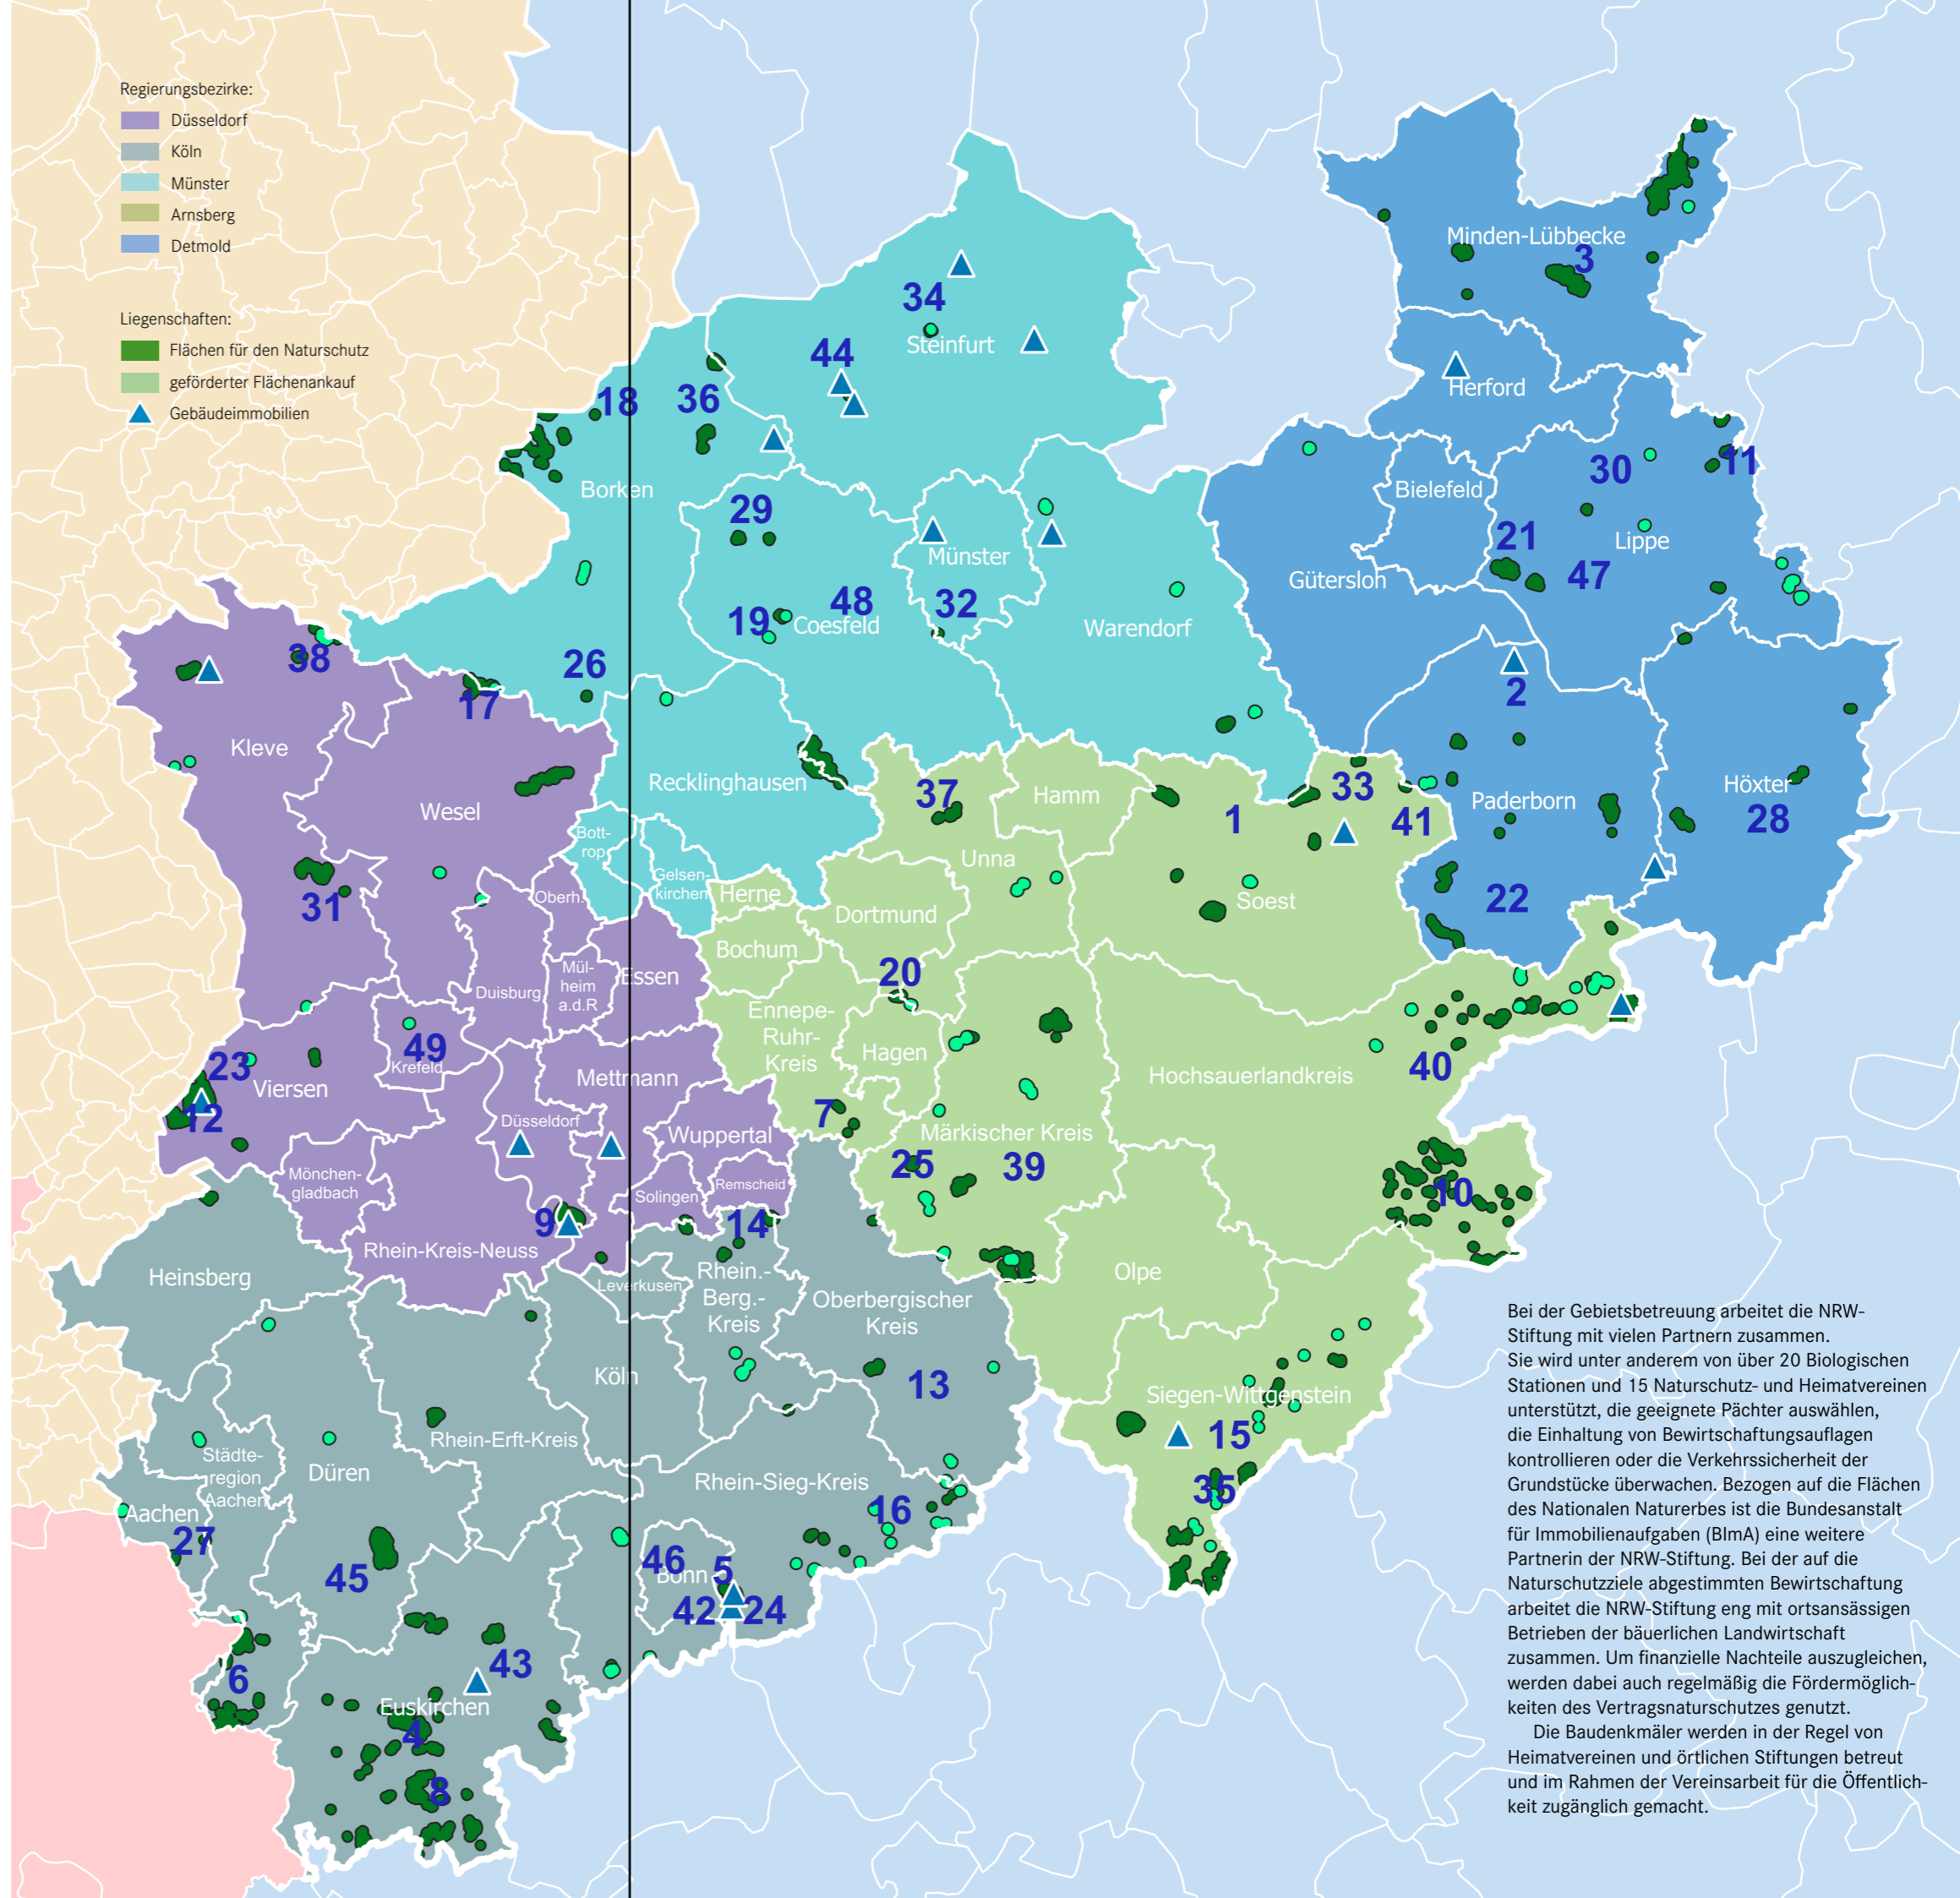 Regierungsbezirke:
Düsseldorf
Köln
Münster
Arnsberg
Detmold
Liegenschaften:
Flächen für den Naturschutz
geförderter Flächenankauf
Gebäudeimmobilien
Minden-Lübbecke
3
34
Steinfurt
44
Herford
18
36
30
11
Borken
Bielefeld
29
21
Lippe
Münster
47
Gütersloh
48
32
19
Coesfeld
Warendorf
38
26
2
17
Kleve
Recklinghausen
37
Hamm
33
Höxter
Wesel
1
41
Paderborn
28
Bott-
rop
Unna
Gelsen-
kirchen
Herne
Oberh.
31
Dortmund
Soest
22
Bochum
20
Mül-
heim
a.d.R
Essen
Duisburg
Ennepe-
Ruhr-
Kreis
Hagen
49
Krefeld
23
Viersen
Mettmann
Hochsauerlandkreis
40
12
Düsseldorf
7
Wuppertal
Märkischer Kreis
25
39
Mönchen-
gladbach
Remscheid
Solingen
10
9
14
Rhein-Kreis-Neuss
Heinsberg
Leverkusen
Rhein.-
Berg.-
Kreis
Oberbergischer
Kreis
Olpe
Köln
13
Siegen-Wittgenstein
15
Rhein-Erft-Kreis
Städte-
region
Aachen
Düren
Rhein-Sieg-Kreis
35
Aachen
16
27
45
46
Bonn
5
42
24
43
6
Euskirchen
4
8
Bei der Gebietsbetreuung arbeitet die NRW-
Stiftung mit vielen Partnern zusammen.
Sie wird unter anderem von über 20 Biologischen
Stationen und 15 Naturschutz- und Heimatvereinen
unterstützt, die geeignete Pächter auswählen,
die Einhaltung von Bewirtschaftungsauflagen
kontrollieren oder die Verkehrssicherheit der
Grundstücke überwachen. Bezogen auf die Flächen
des Nationalen Naturerbes ist die Bundesanstalt
für Immobilienaufgaben (BImA) eine weitere
Partnerin der NRW-Stiftung. Bei der auf die
Naturschutzziele abgestimmten Bewirtschaftung
arbeitet die NRW-Stiftung eng mit ortsansässigen
Betrieben der bäuerlichen Landwirtschaft
zusammen. Um finanzielle Nachteile auszugleichen,
werden dabei auch regelmäßig die Fördermöglich-
keiten des Vertragsnaturschutzes genutzt.
Die Baudenkmäler werden in der Regel von
Heimatvereinen und örtlichen Stiftungen betreut
und im Rahmen der Vereinsarbeit für die Öffentlich-
keit zugänglich gemacht.